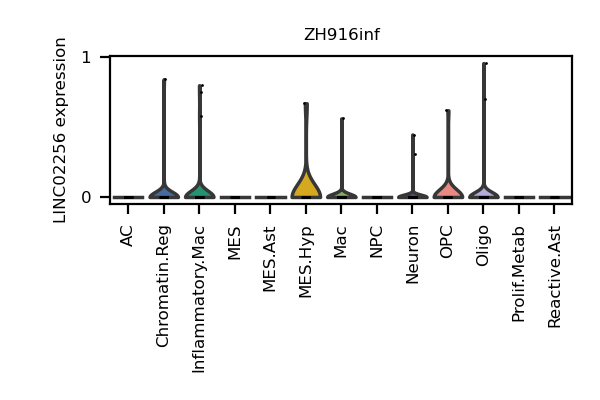 ZH916inf
LINC02256 expression
1
0
AC
Chromatin.Reg
Inflammatory.Mac
MES
MES.Ast
MES.Hyp
Mac
NPC
Neuron
OPC
Oligo
Prolif.Metab
Reactive.Ast